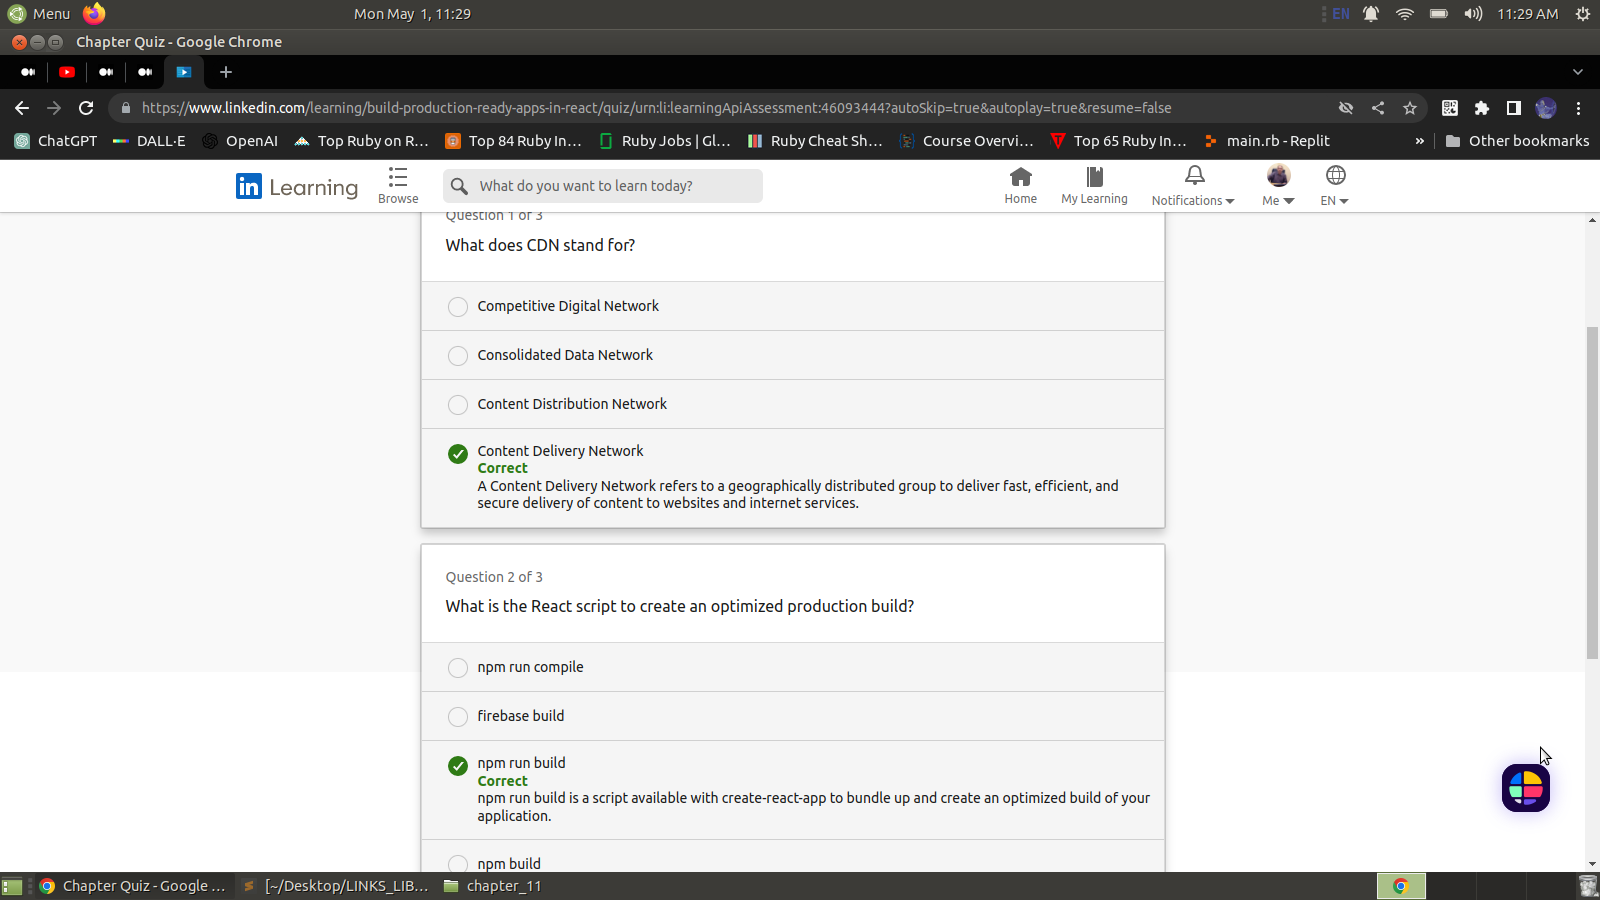 Menu
Mon May 1, 11:29
EN
11:29 AM
Chapter Quiz - Google Chrome
https://www.linkedin.com/learning/build-production-ready-apps-in-react/quiz/urn:li:learningApiAssessment:46093444?autoSkip=true&autoplay=true&resume=false
ChatGPT
DALL·E
OpenAI
Top Ruby on R...
Top 84 Ruby In...
Ruby Jobs | Gl...
Ruby Cheat Sh...
Course Overvi...
Top 65 Ruby In...
main.rb - Replit
»
Other bookmarks
in Learning
Browse
What do you want to learn today?
Home
My Learning
Notifications
Me
EN
Question 1 of 3
What does CDN stand for?
Competitive Digital Network
Consolidated Data Network
Content Distribution Network
Content Delivery Network
Correct
A Content Delivery Network refers to a geographically distributed group to deliver fast, efficient, and
secure delivery of content to websites and internet services.
Question 2 of 3
What is the React script to create an optimized production build?
npm run compile
firebase build
npm run build
Correct
npm run build is a script available with create-react-app to bundle up and create an optimized build of your
application.
npm build
Chapter Quiz - Google ...
[~/Desktop/LINKS_LIB...
chapter_11